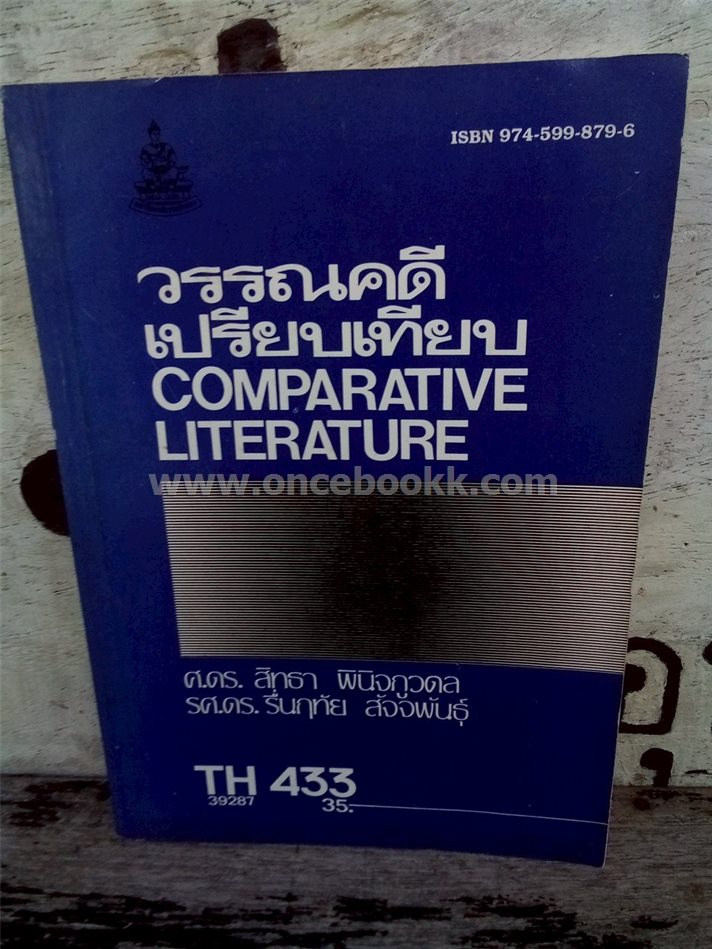 ISBN 974-599-879-6
วรรณคดี
เปรียบเทียบ
COMPARATIVE
LITERATURE
www.oncebookk.com
ศ.ดร. สิทธา พินิจภูวดล
รศ.ดร. รื่นฤทัย สัจจพันธุ์
TH 433
39287 35.-